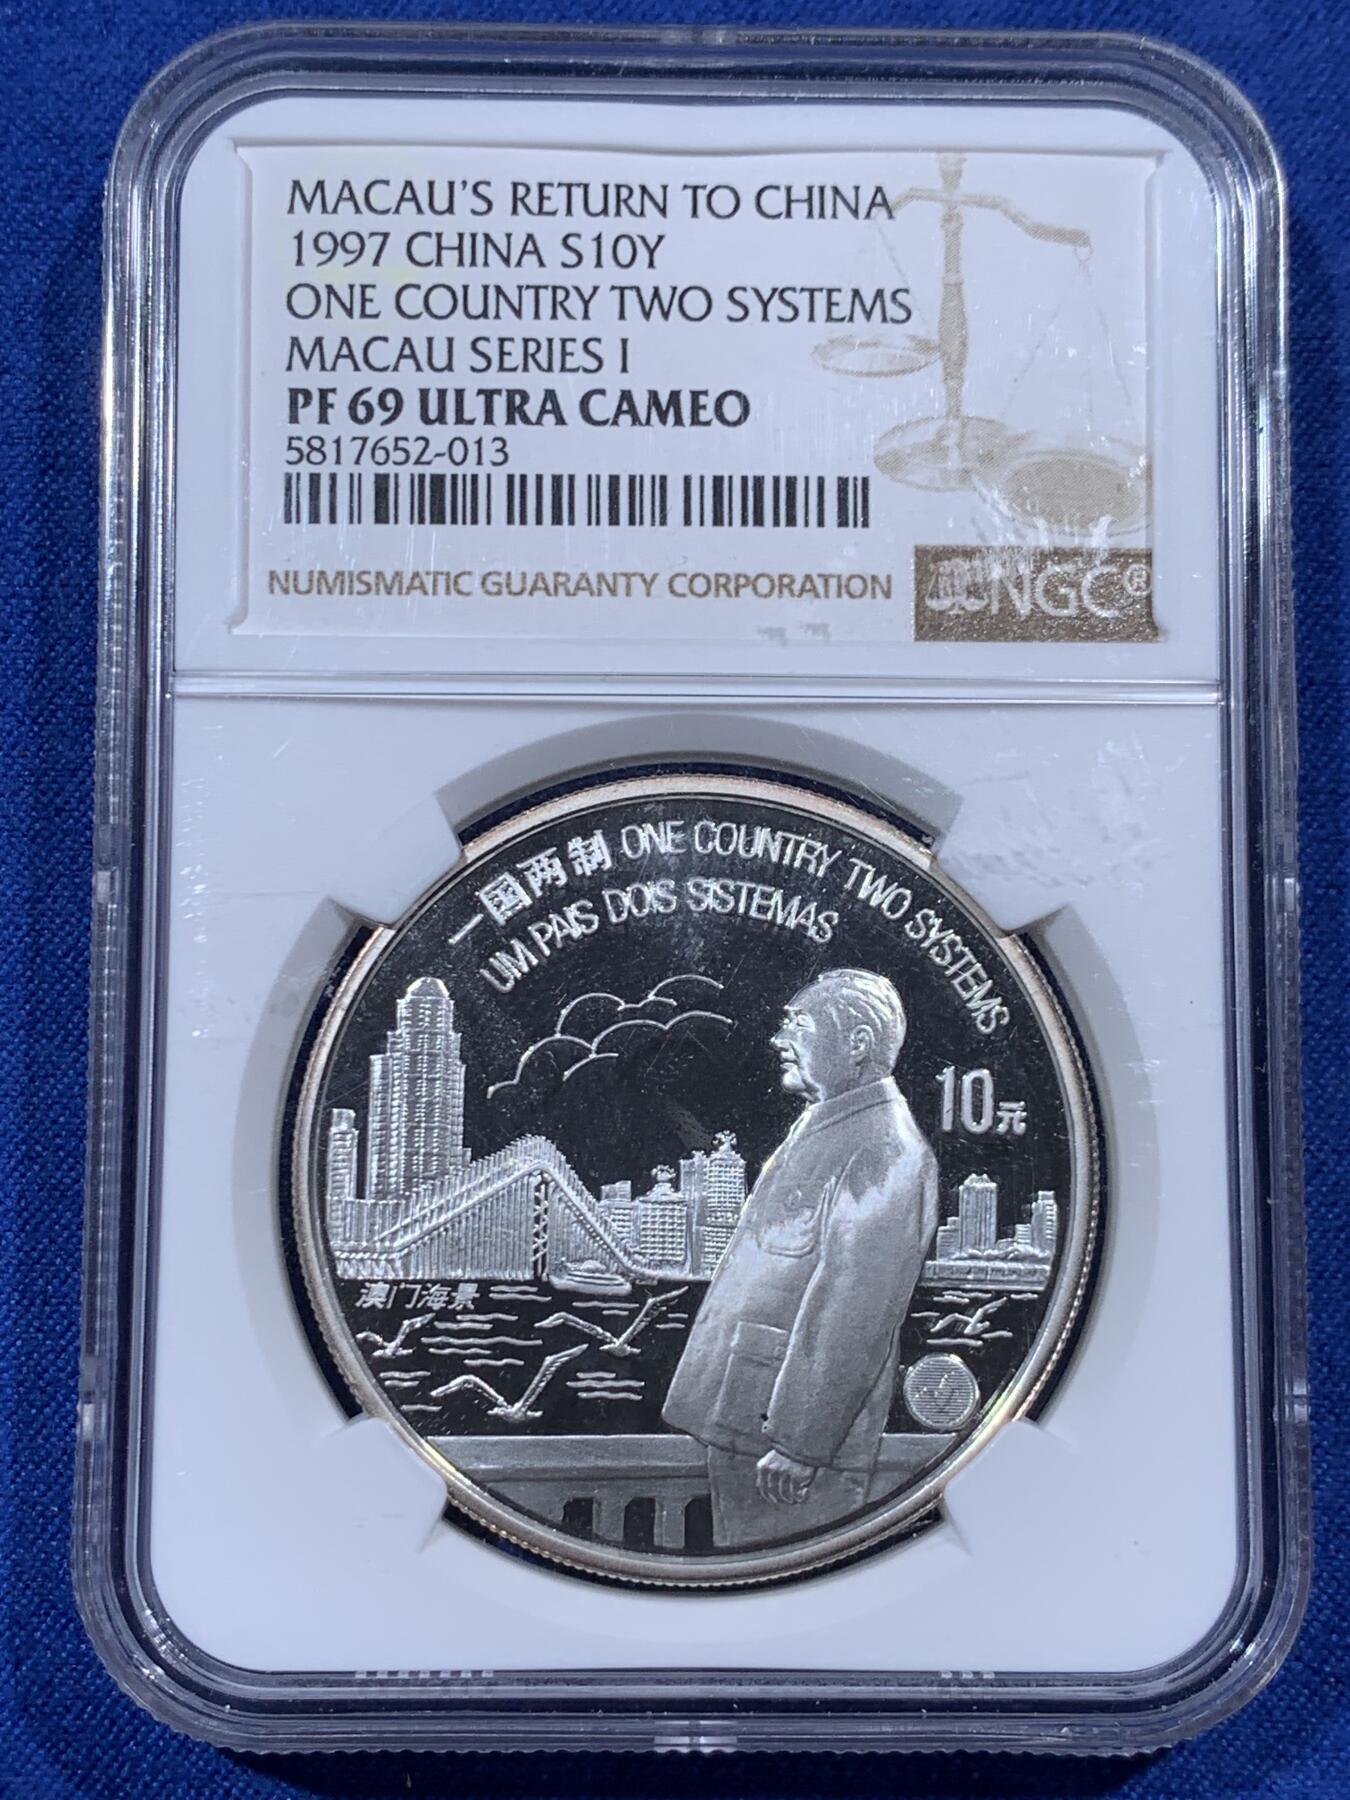 MACAU'S RETURN TO CHINA
1997 CHINA S10Y
ONE COUNTRY TWO SYSTEMS
MACAU SERIES I
PF 69 ULTRA CAMEO
5817652-013
NUMISMATIC GUARANTY CORPORATION
NGC®
一国两制 ONE COUNTRY TWO SYSTEMS
UM PAIS DOIS SISTEMAS
10元
澳门海景